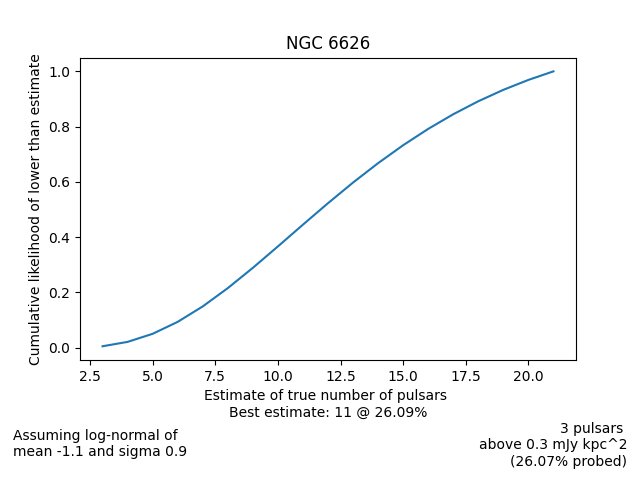 NGC 6626
Cumulative likelihood of lower than estimate
1.0
0.8
0.6
0.4
0.2
0.0
2.5 5.0 7.5 10.0 12.5 15.0 17.5 20.0
Estimate of true number of pulsars
Best estimate: 11 @ 26.09%
Assuming log-normal of
mean -1.1 and sigma 0.9
3 pulsars
above 0.3 mJy kpc^2
(26.07% probed)